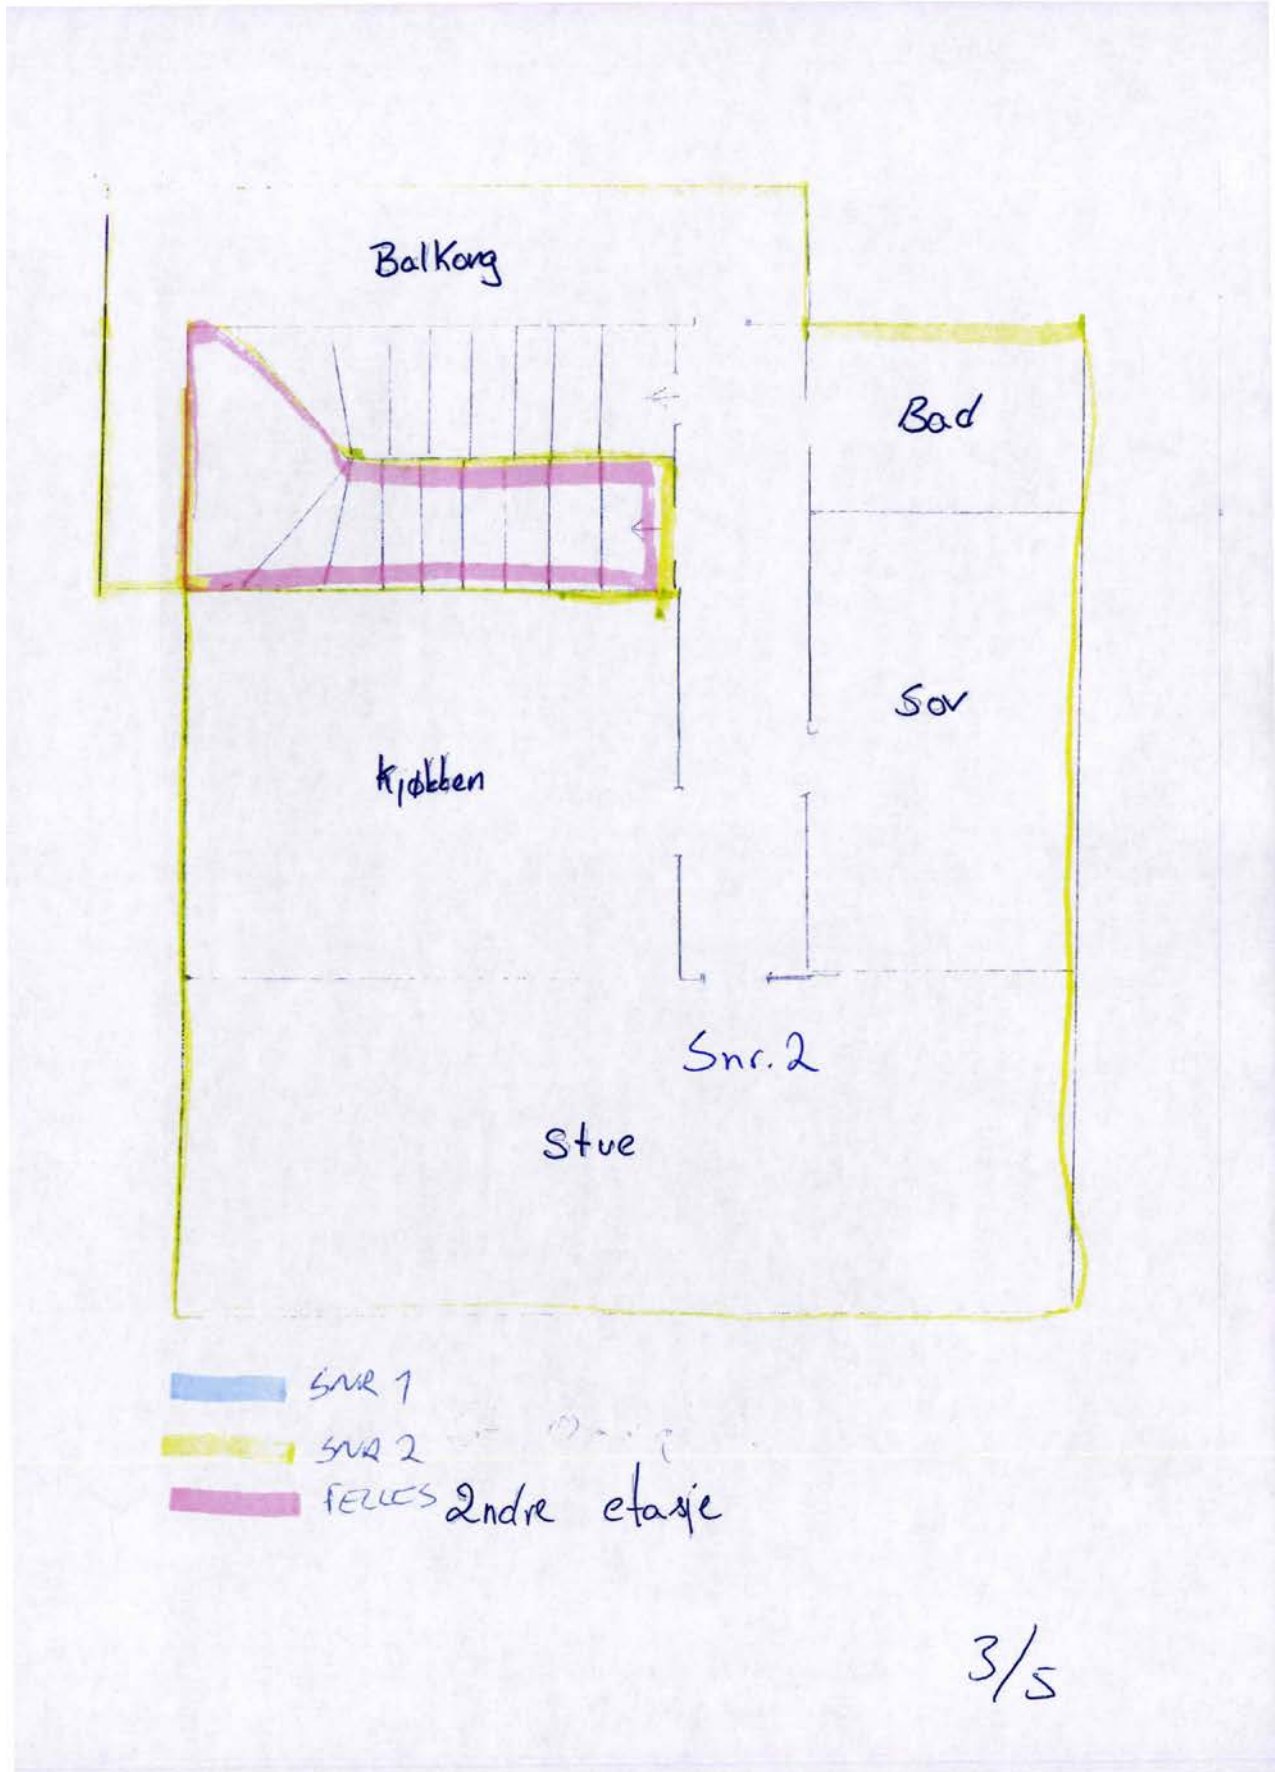 Balkong
Bad
Sov
Kjøkken
Snr. 2
Stue
SNR 1
SNR 2
FELLES 2ndre etasje
3/5